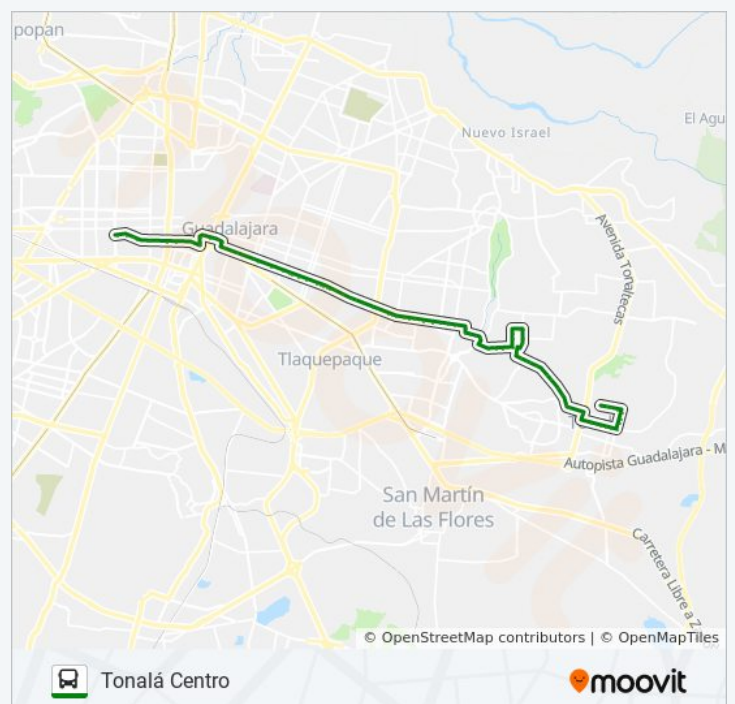 popan
El Agu
Nuevo Israel
Avenida Tonaltecas
Guadalajara
Tlaquepaque
T
Autopista Guadalajara - M
San Martín
de Las Flores
Carretera Libre a Z
© OpenStreetMap contributors | © OpenMapTiles
Tonalá Centro
moovit